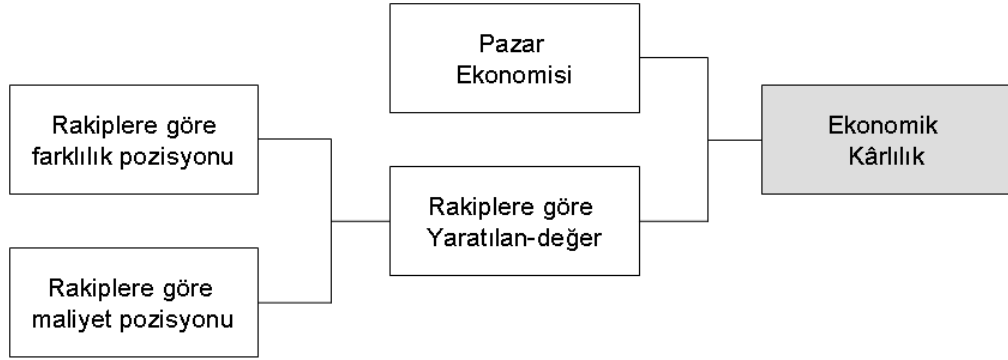 Pazar
Ekonomisi
Rakiplere göre
farklılık pozisyonu
Ekonomik
Kârlılık
Rakiplere göre
Yaratılan-değer
Rakiplere göre
maliyet pozisyonu